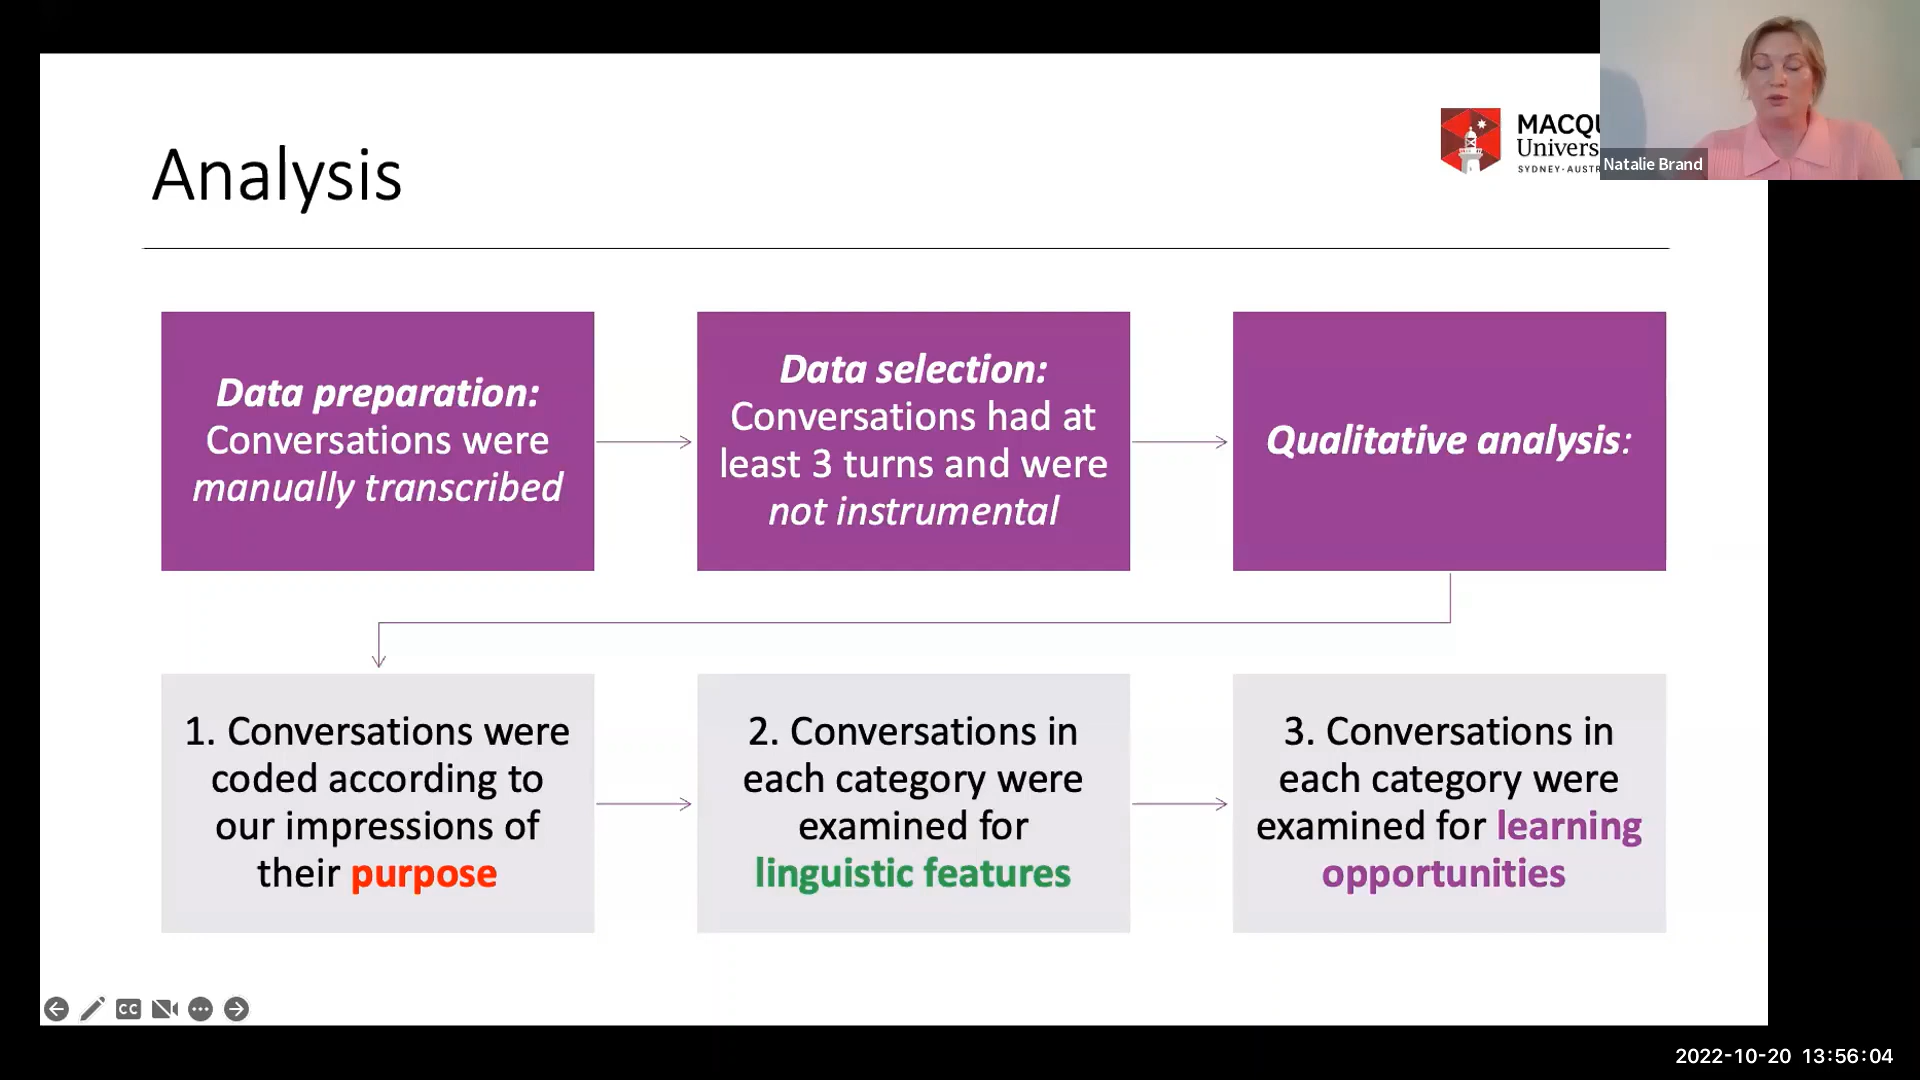 Analysis
MACQU
Univers
SYDNEY-AUSTR
Natalie Brand
Data preparation:
Conversations were
manually transcribed
Data selection:
Conversations had at
least 3 turns and were
not instrumental
Qualitative analysis:
1. Conversations were
coded according to
our impressions of
their purpose
2. Conversations in
each category were
examined for
linguistic features
3. Conversations in
each category were
examined for learning
opportunities
CC
2022-10-20 13:56:04